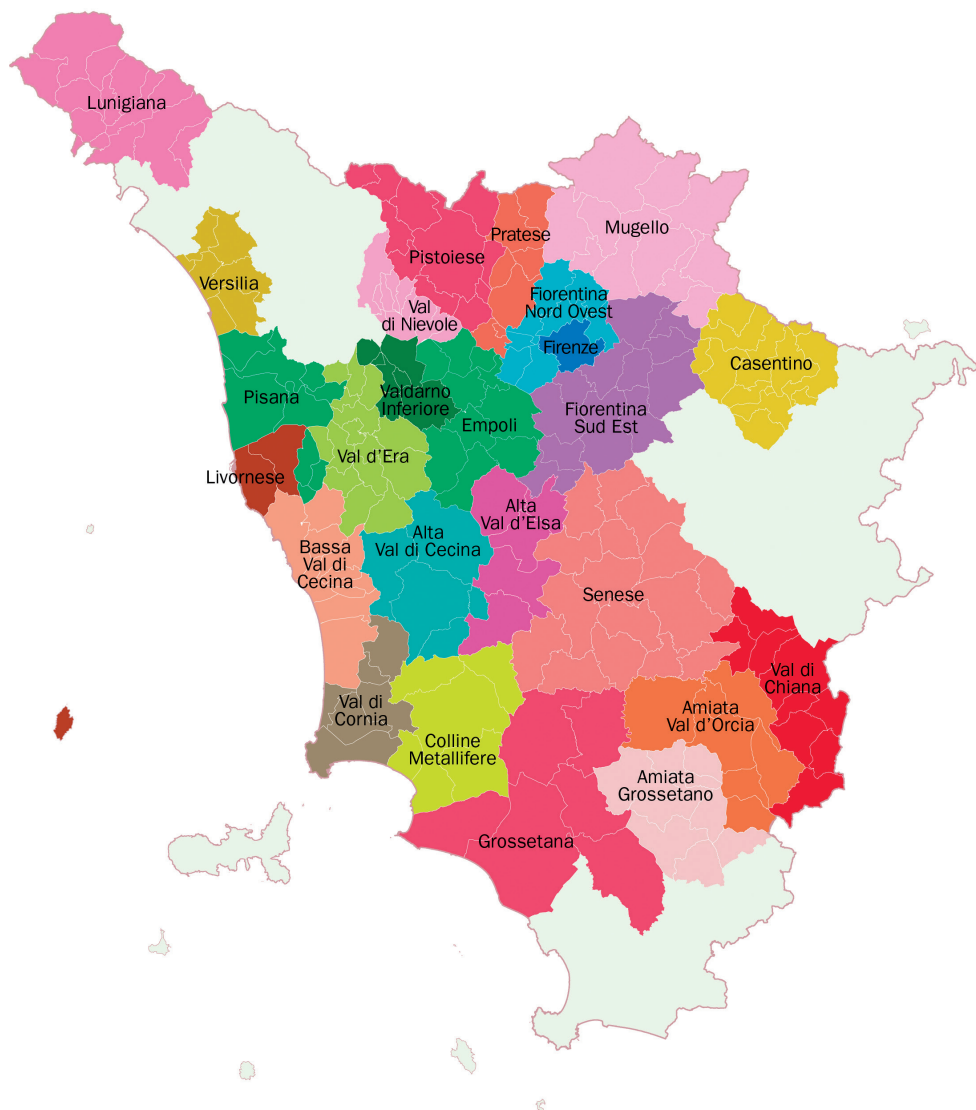 Lunigiana
Mugello
Pratese
Pistoiese
Versilia
Fiorentina
Nord Ovest
Val
di Nievole
Firenze
Casentino
Pisana
Valdarno
Inferiore
Empoli
Fiorentina
Sud Est
Val d'Era
Livornese
Alta
Val d'Elsa
Alta
Val di Cecina
Bassa
Val di
Cecina
Senese
Val di
Chiana
Val di
Cornia
Amiata
Val d'Orcia
Colline
Metallifere
Amiata
Grossetano
Grossetana